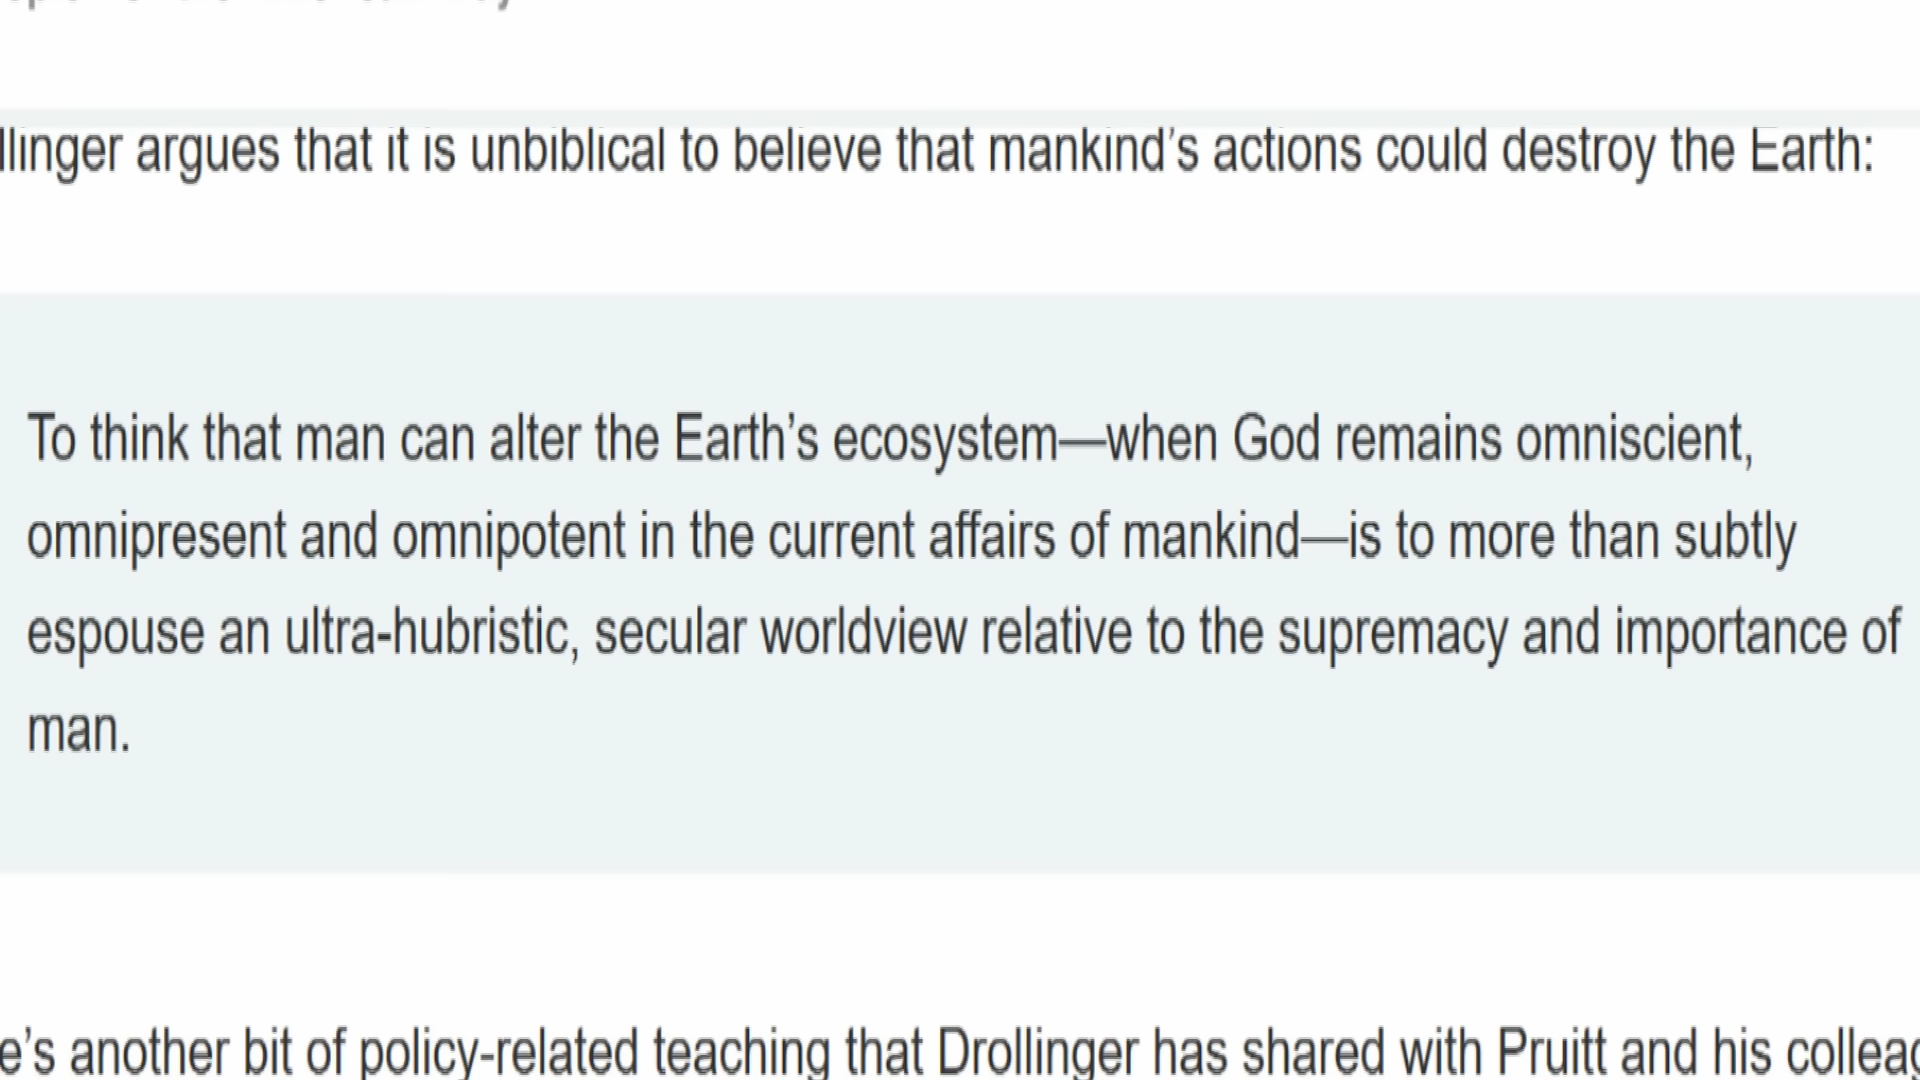 llinger argues that it is unbiblical to believe that mankind’s actions could destroy the Earth:
To think that man can alter the Earth’s ecosystem—when God remains omniscient,
omnipresent and omnipotent in the current affairs of mankind—is to more than subtly
espouse an ultra-hubristic, secular worldview relative to the supremacy and importance of
man.
e’s another bit of policy-related teaching that Drollinger has shared with Pruitt and his colleag